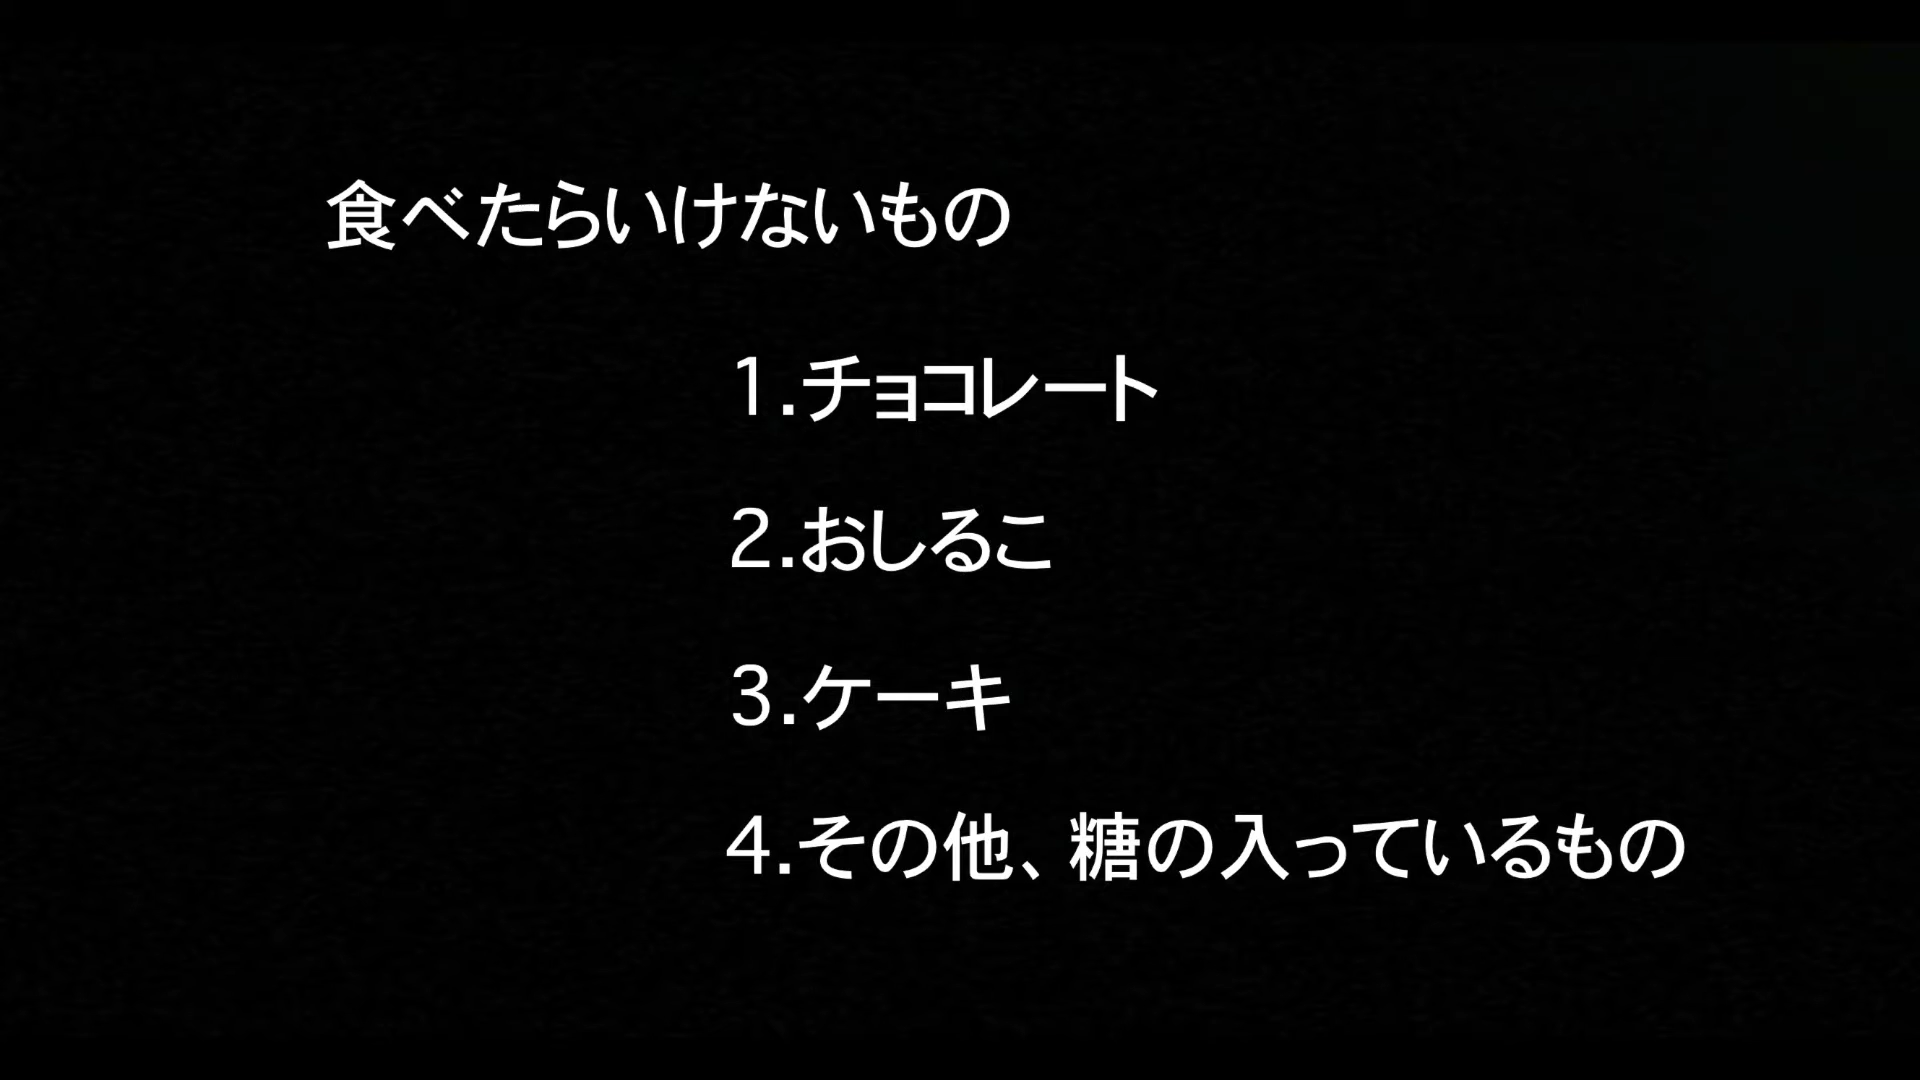 食べたらいけないもの
1.チョコレート
2.おしるこ
3.ケーキ
4.その他、糖の入っているもの